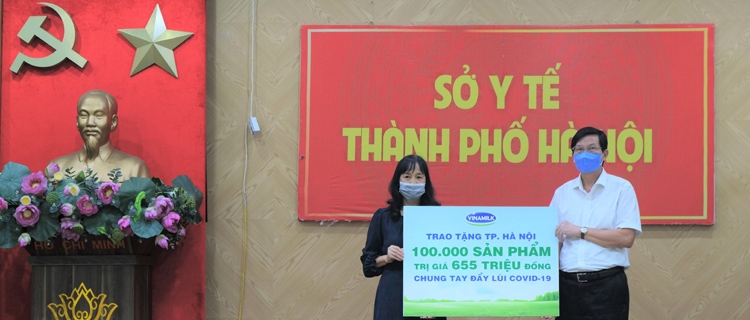 SỞ Y TẾ
THÀNH PHỐ HÀ NỘI
VINAMILK
TRAO TẶNG TP. HÀ NỘI
100.000 SẢN PHẨM
TRỊ GIÁ 655 TRIỆU ĐỒNG
CHUNG TAY ĐẨY LÙI COVID-19
HỒ CHÍ MINH